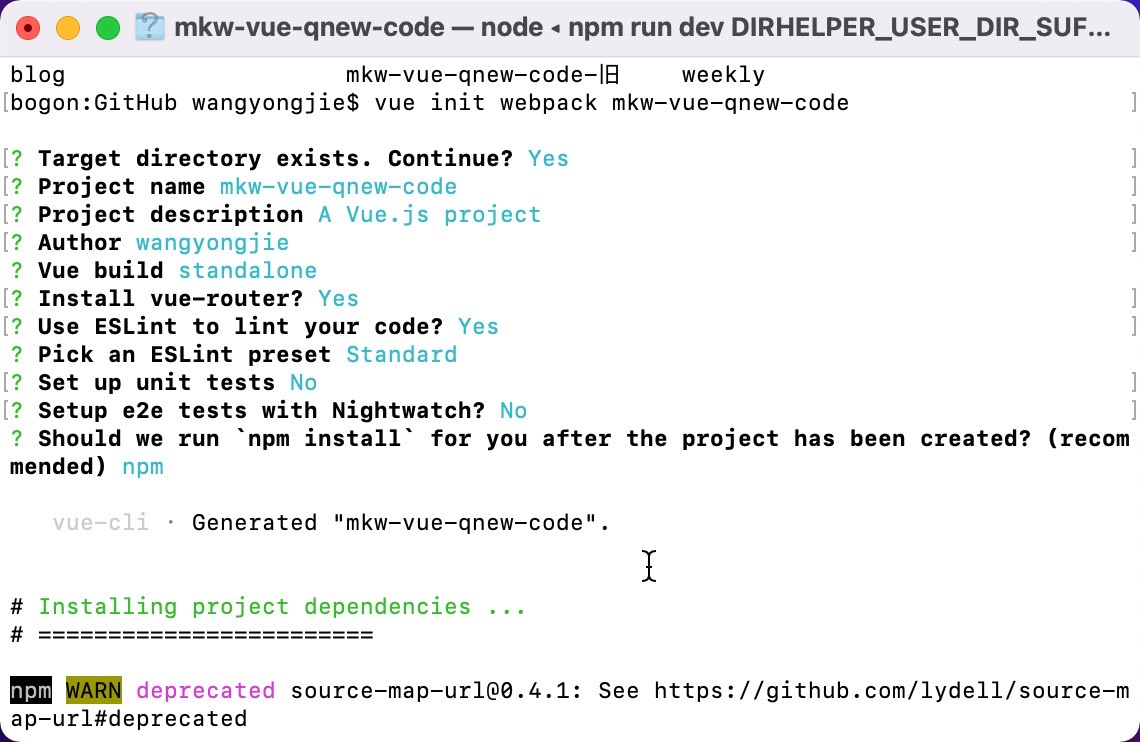 mkw-vue-qnew-code — node ◂ npm run dev DIRHELPER_USER_DIR_SUF...
blog mkw-vue-qnew-code-旧 weekly
[bogon:GitHub wangyongjie$ vue init webpack mkw-vue-qnew-code ]
[? Target directory exists. Continue? Yes ]
[? Project name mkw-vue-qnew-code ]
[? Project description A Vue.js project ]
[? Author wangyongjie ]
? Vue build standalone
[? Install vue-router? Yes ]
[? Use ESLint to lint your code? Yes ]
? Pick an ESLint preset Standard
[? Set up unit tests No ]
[? Setup e2e tests with Nightwatch? No ]
? Should we run `npm install` for you after the project has been created? (recom
mended) npm
vue-cli · Generated "mkw-vue-qnew-code".
# Installing project dependencies ...
# ========================
npm WARN deprecated source-map-url@0.4.1: See https://github.com/lydell/source-m
ap-url#deprecated